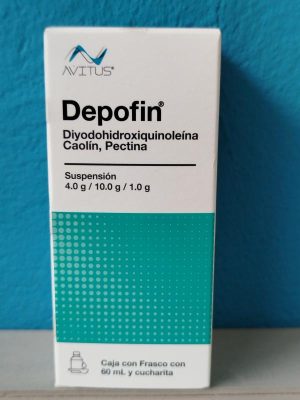 AVITUS®
Depofin®
Diyodohidroxiquinoleína
Caolín, Pectina
Suspensión
4.0 g / 10.0 g / 1.0 g
Caja con Frasco con
60 mL y cucharita